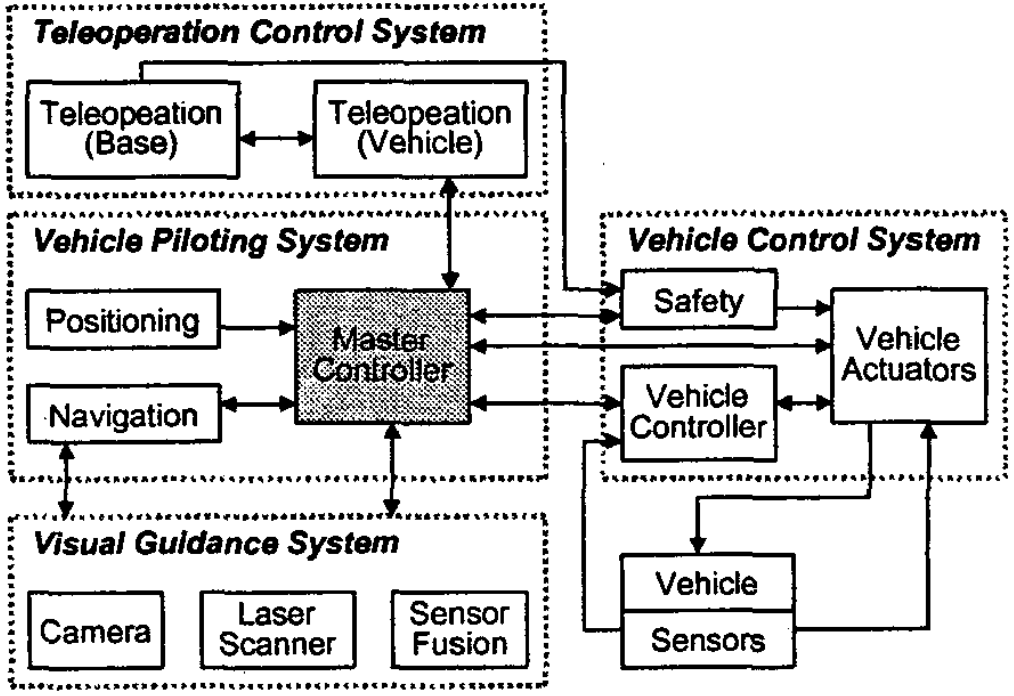 Teleoperation Control System
Teleopeation
(Base)
Teleopeation
(Vehicle)
Vehicle Piloting System
Positioning
Navigation
Master
Controller
Vehicle Control System
Safety
Vehicle
Controller
Vehicle
Actuators
Visual Guidance System
Camera
Laser
Scanner
Sensor
Fusion
Vehicle
Sensors